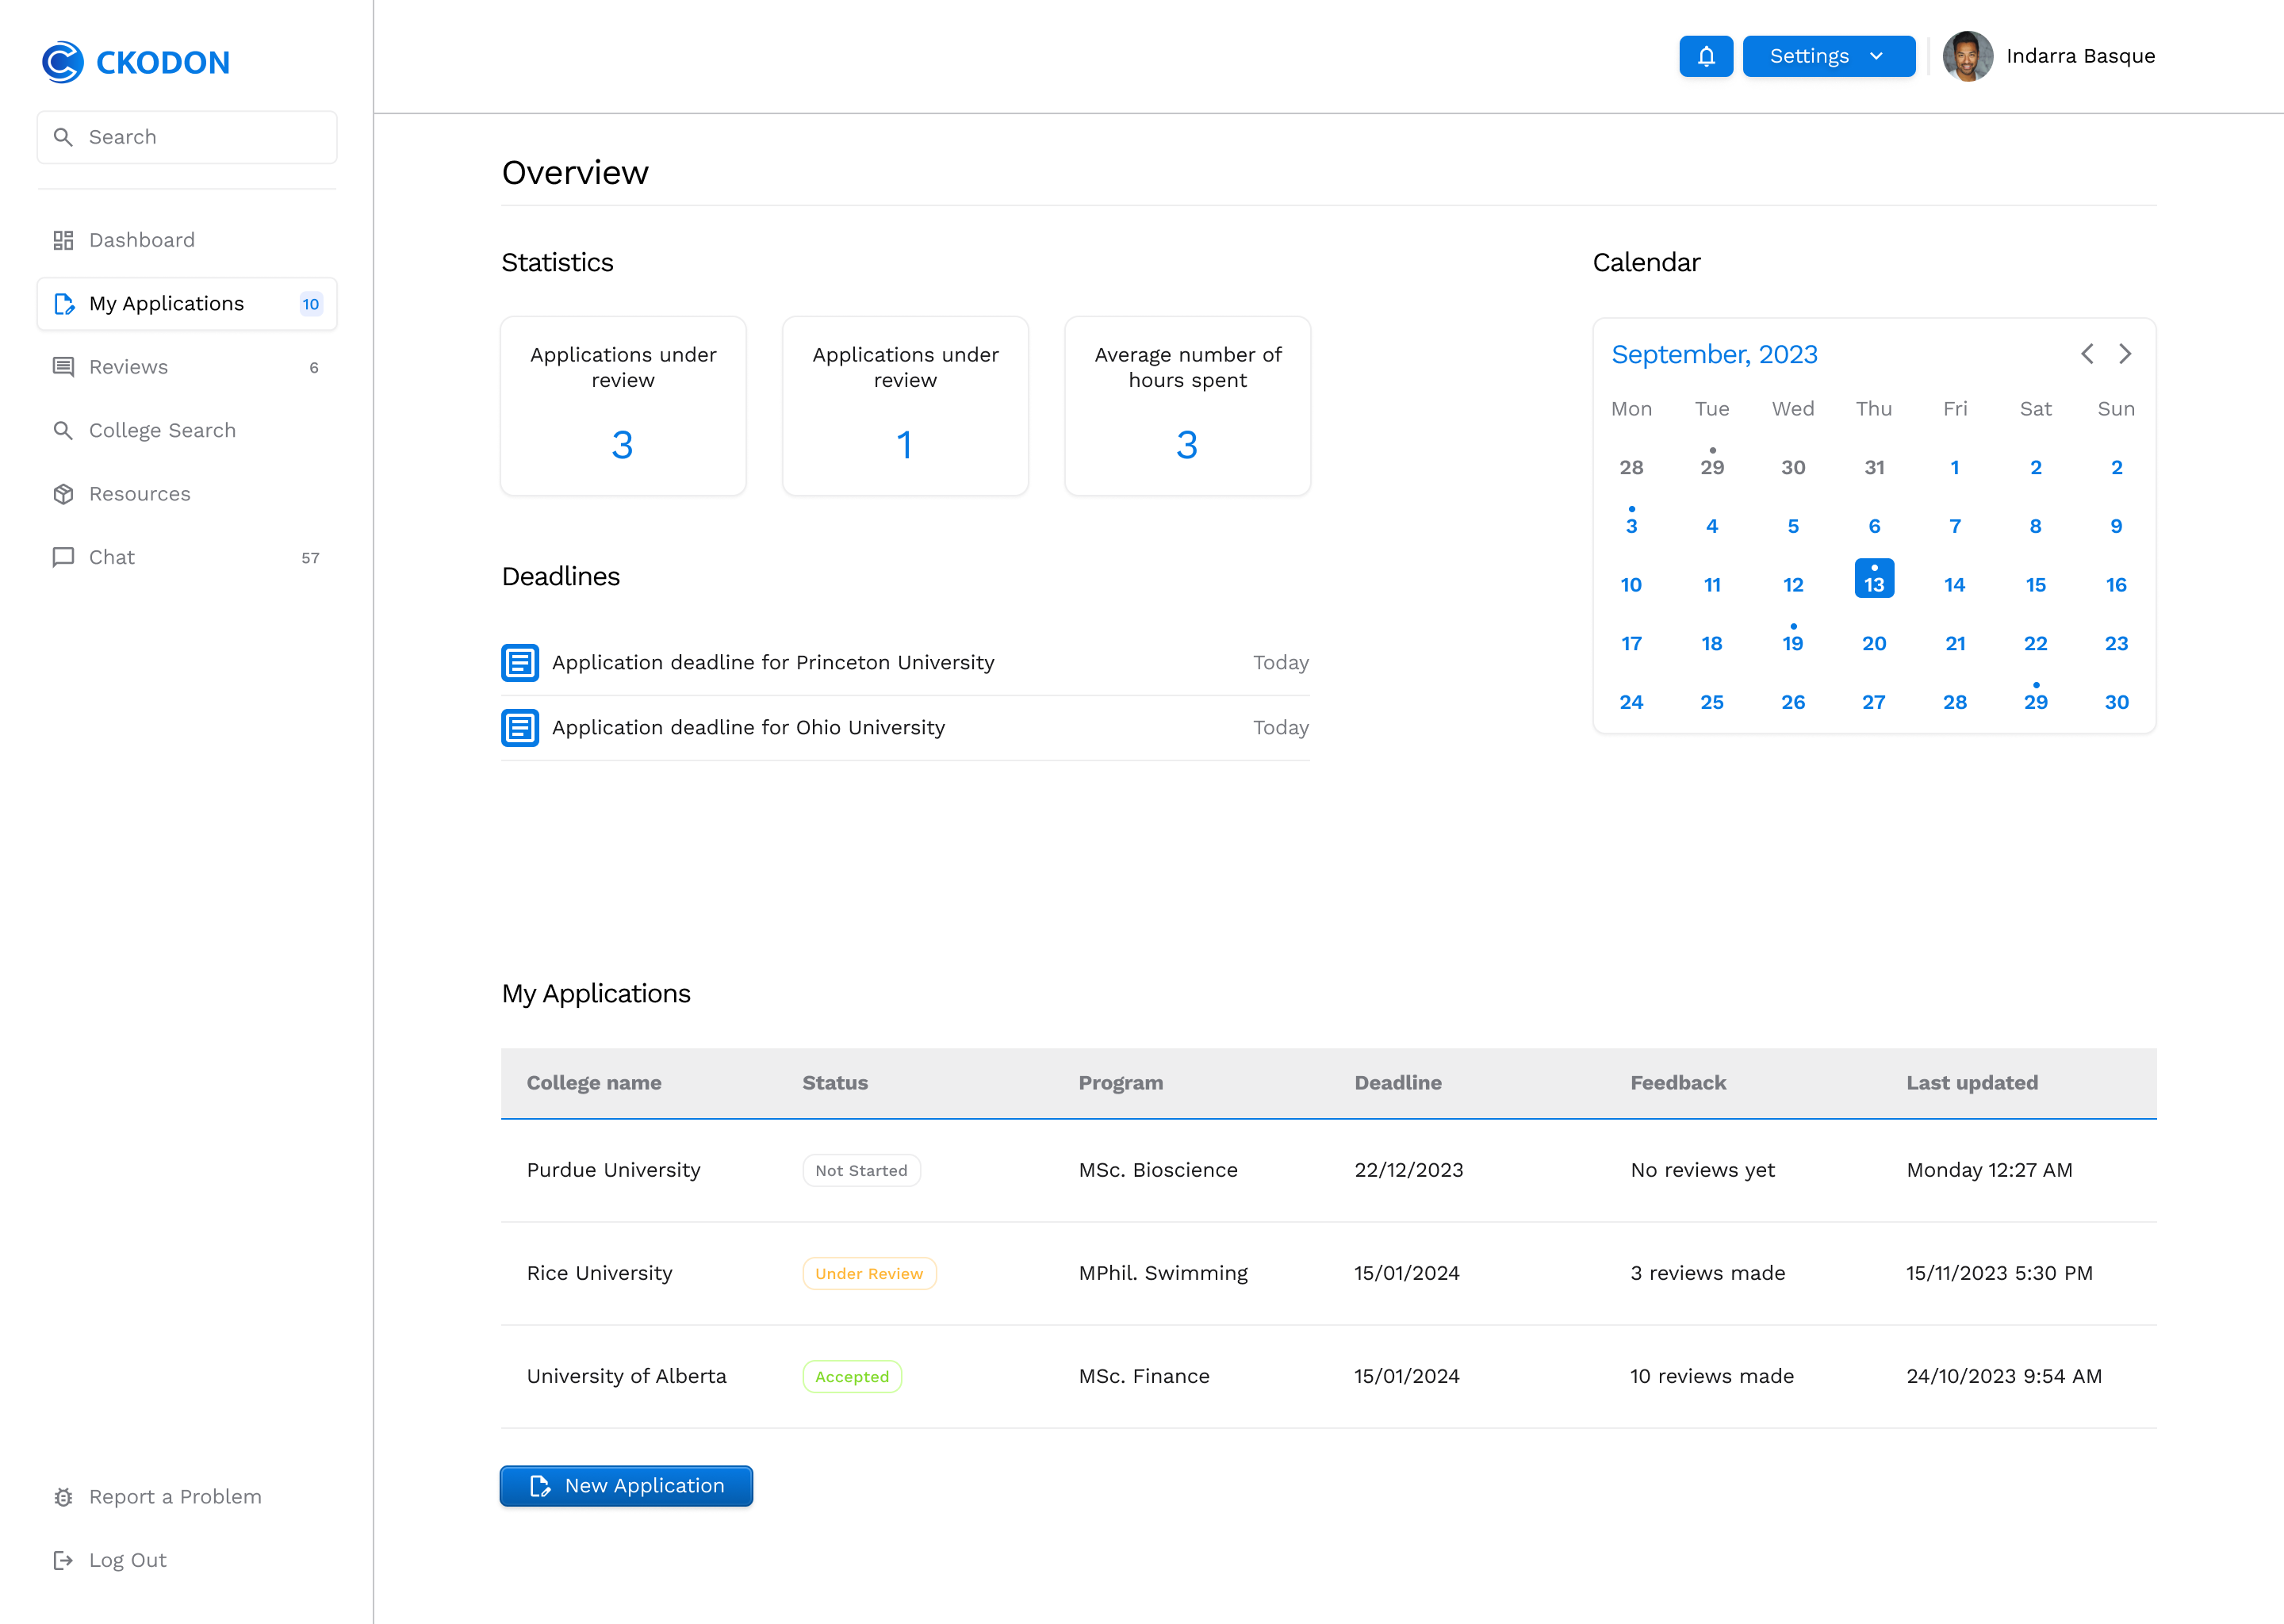 CKODON
Search
Dashboard
My Applications 10
Reviews 6
College Search
Resources
Chat 57
Report a Problem
Log Out
Settings
Indarra Basque
Overview
Statistics
Applications under
review
3
Applications under
review
1
Average number of
hours spent
3
Deadlines
Application deadline for Princeton University Today
Application deadline for Ohio University Today
Calendar
September, 2023
Mon Tue Wed Thu Fri Sat Sun
28 29 30 31 1 2 2
3 4 5 6 7 8 9
10 11 12 13 14 15 16
17 18 19 20 21 22 23
24 25 26 27 28 29 30
My Applications
College name Status Program Deadline Feedback Last updated
Purdue University Not Started MSc. Bioscience 22/12/2023 No reviews yet Monday 12:27 AM
Rice University Under Review MPhil. Swimming 15/01/2024 3 reviews made 15/11/2023 5:30 PM
University of Alberta Accepted MSc. Finance 15/01/2024 10 reviews made 24/10/2023 9:54 AM
New Application